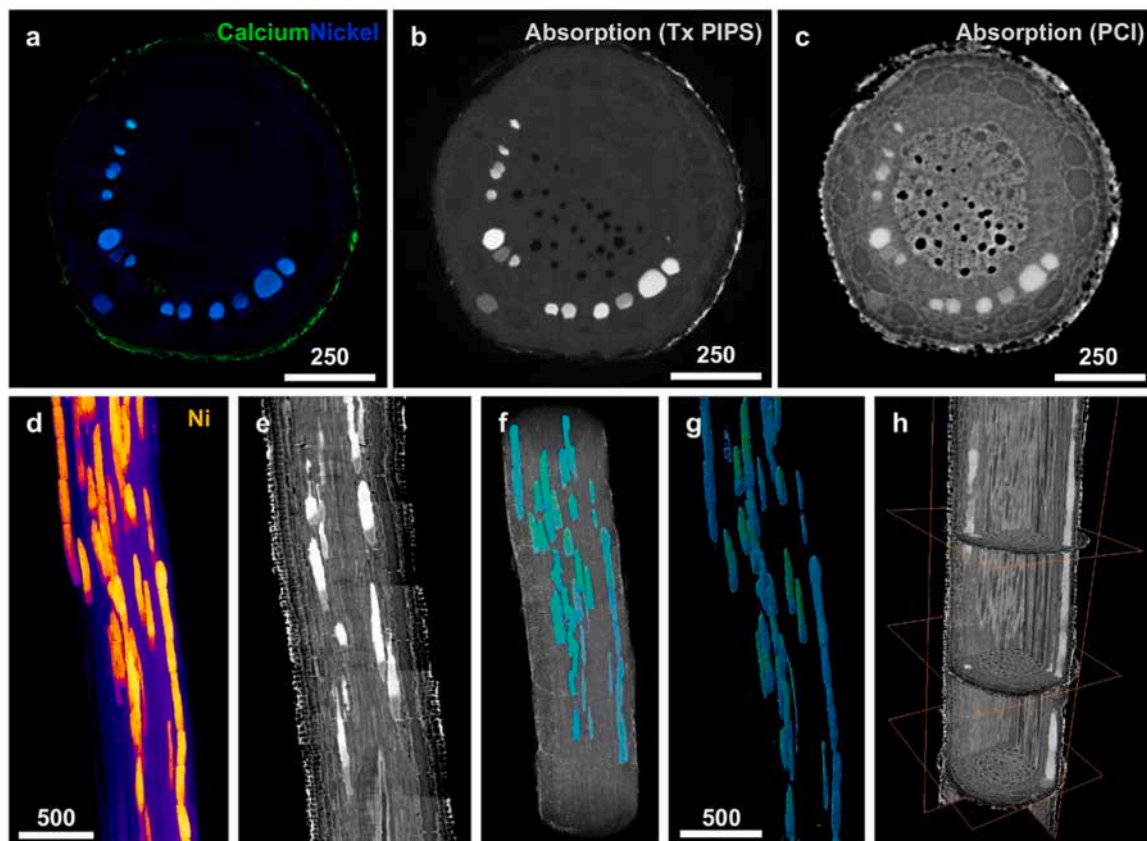 a CalciumNickel
b Absorption (Tx PIPS)
c Absorption (PCI)
250
250
250
d Ni
e
f
g
h
500
500